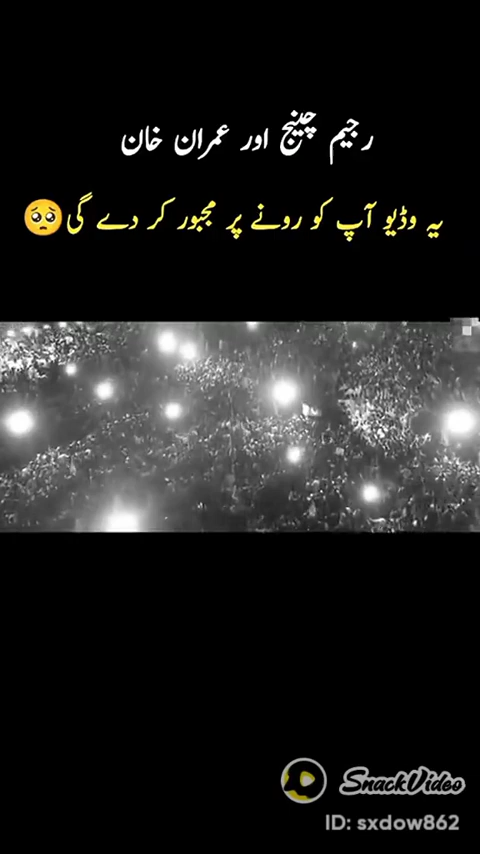 رجیم چینج اور عمران خان
یہ وڈیو آپ کو رونے پر مجبور کر دے گی🥺
SnackVideo
ID: sxdow862